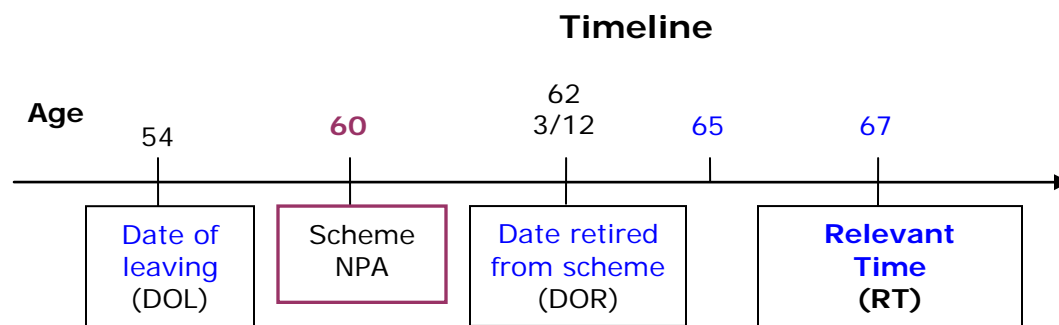 Timeline
Age
54
60
62
3/12
65
67
Date of
leaving
(DOL)
Scheme
NPA
Date retired
from scheme
(DOR)
Relevant
Time
(RT)